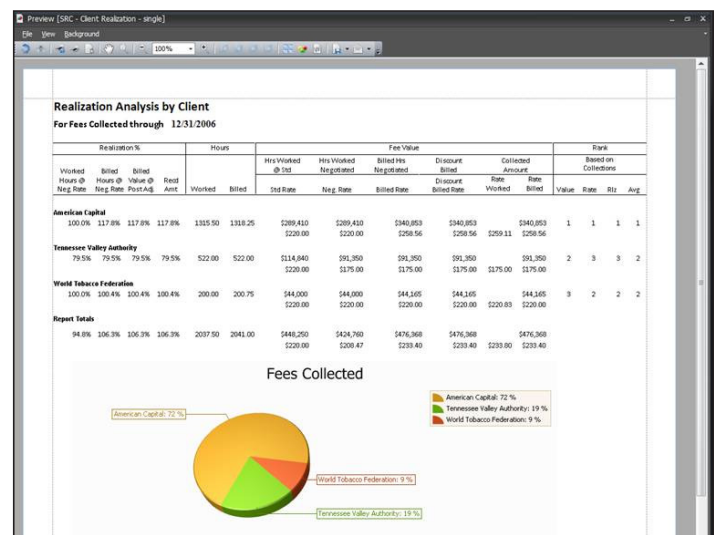 Preview [SRC - Client Realization - single]
File View Background
100%
Realization Analysis by Client
For Fees Collected through 12/31/2006
Realization % Hours Fee Value Rank
Hrs Worked Hrs Worked Billed Hrs Discount Collected Based on
@ Std Negotiated Negotiated Billed Amount Collections
Worked Billed Billed
Hours @ Hours @ Value @ Recd Discount Rate Rate
Neg.Rate Neg.Rate Post Adj. Amt Worked Billed Std Rate Neg. Rate Billed Rate Billed Rate Worked Billed Value Rate Rlz Avg
American Capital
100.0% 117.8% 117.8% 117.8% 1315.50 1318.25 $289,410 $289,410 $340,853 $340,853 $340,853 1 1 1 1
$220.00 $220.00 $258.56 $258.56 $259.11 $258.56
Tennessee Valley Authority
79.5% 79.5% 79.5% 79.5% 522.00 522.00 $114,840 $91,350 $91,350 $91,350 $91,350 2 3 3 2
$220.00 $175.00 $175.00 $175.00 $175.00 $175.00
World Tobacco Federation
100.0% 100.4% 100.4% 100.4% 200.00 200.75 $44,000 $44,000 $44,165 $44,165 $44,165 3 2 2 2
$220.00 $220.00 $220.00 $220.00 $220.83 $220.00
Report Totals
94.8% 106.3% 106.3% 106.3% 2037.50 2041.00 $448,250 $424,760 $476,368 $476,368 $476,368
$220.00 $208.47 $233.40 $233.40 $233.80 $233.40
Fees Collected
American Capital: 72 %
Tennessee Valley Authority: 19 %
World Tobacco Federation: 9 %
American Capital: 72 %
World Tobacco Federation: 9 %
Tennessee Valley Authority: 19 %